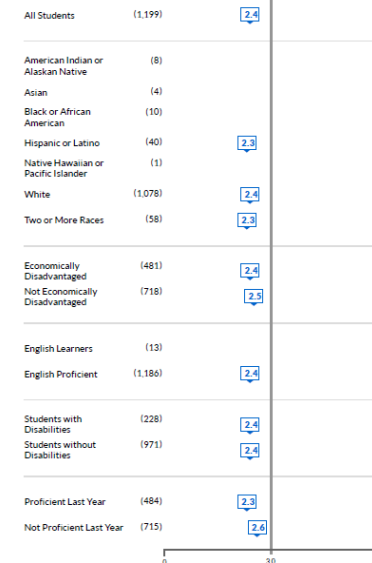 All Students (1,199) 2.4
American Indian or (8)
Alaskan Native
Asian (4)
Black or African (10)
American
Hispanic or Latino (40) 2.3
Native Hawaiian or (1)
Pacific Islander
White (1,078) 2.4
Two or More Races (58) 2.3
Economically (481) 2.4
Disadvantaged
Not Economically (718) 2.5
Disadvantaged
English Learners (13)
English Proficient (1,186) 2.4
Students with (228) 2.4
Disabilities
Students without (971) 2.4
Disabilities
Proficient Last Year (484) 2.3
Not Proficient Last Year (715) 2.6